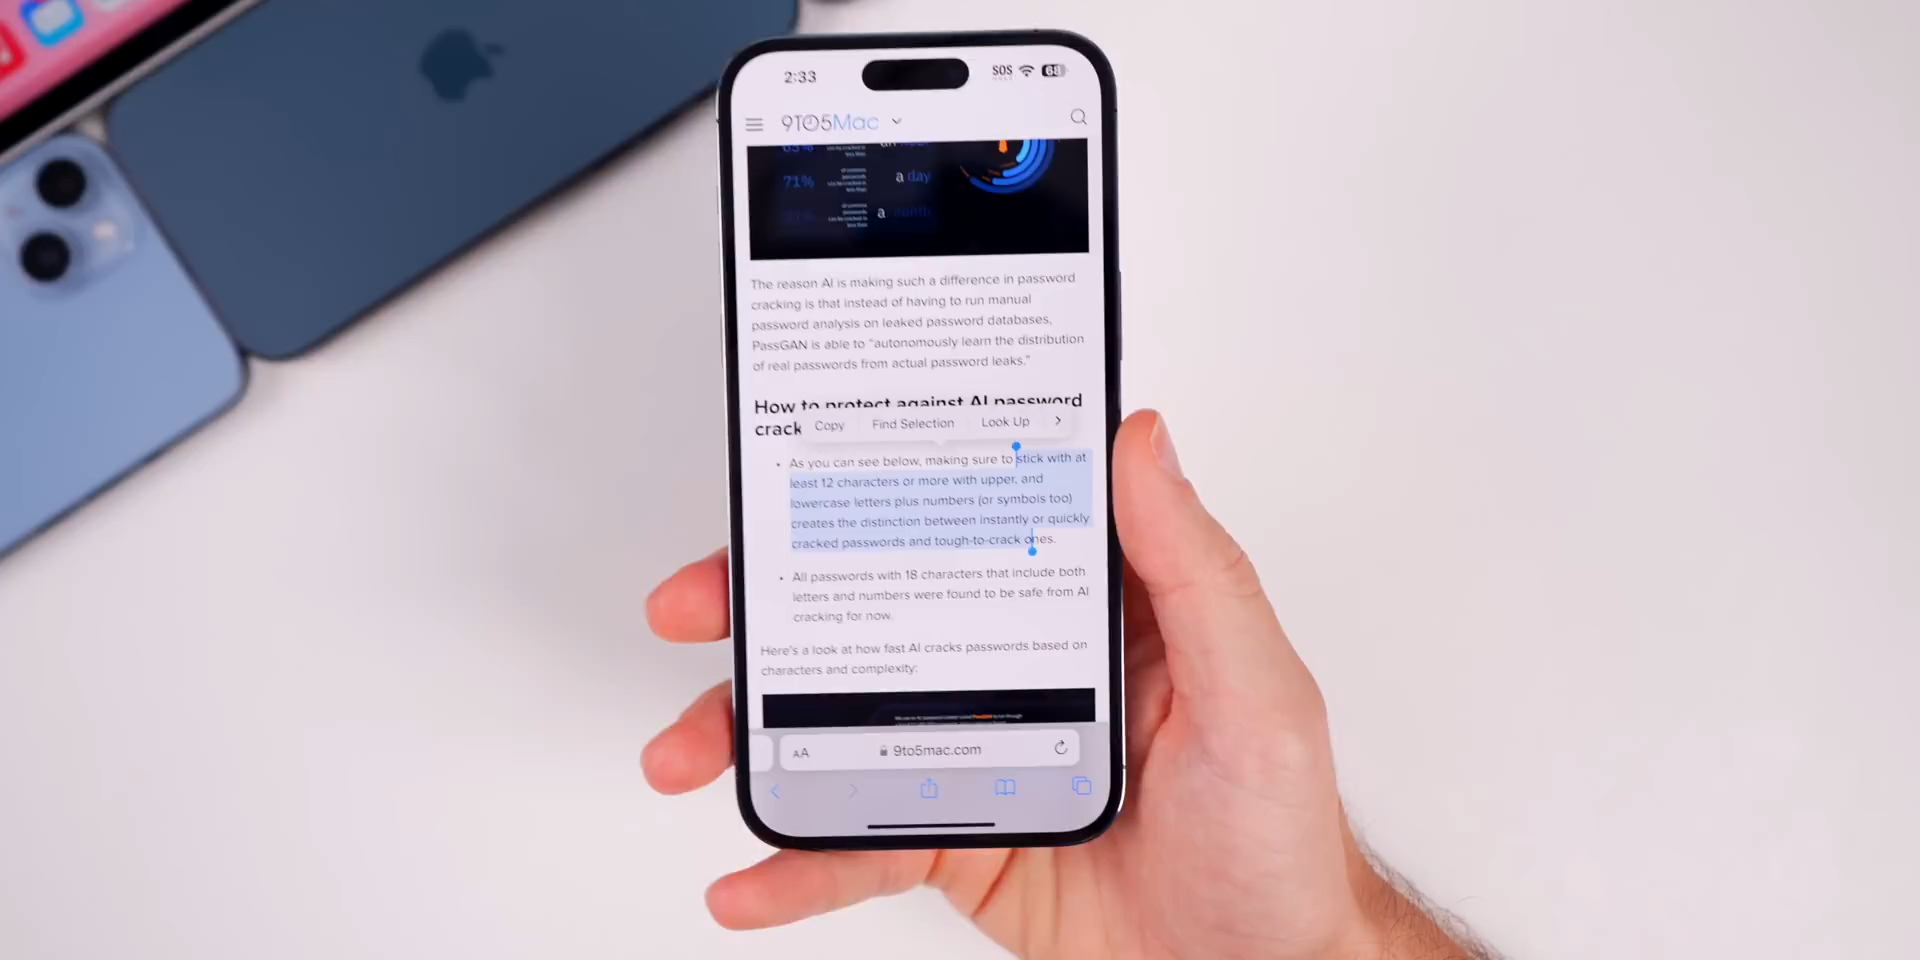 2:33
SOS
68
9TO5Mac
71%
a day
a
The reason AI is making such a difference in password
cracking is that instead of having to run manual
password analysis on leaked password databases,
PassGAN is able to “autonomously learn the distribution
of real passwords from actual password leaks.”
How to protect against AI password
crack
Copy
Find Selection
Look Up
• As you can see below, making sure to stick with at
least 12 characters or more with upper, and
lowercase letters plus numbers (or symbols too)
creates the distinction between instantly or quickly
cracked passwords and tough-to-crack ones.
• All passwords with 18 characters that include both
letters and numbers were found to be safe from AI
cracking for now.
Here's a look at how fast AI cracks passwords based on
characters and complexity:
AA
9to5mac.com